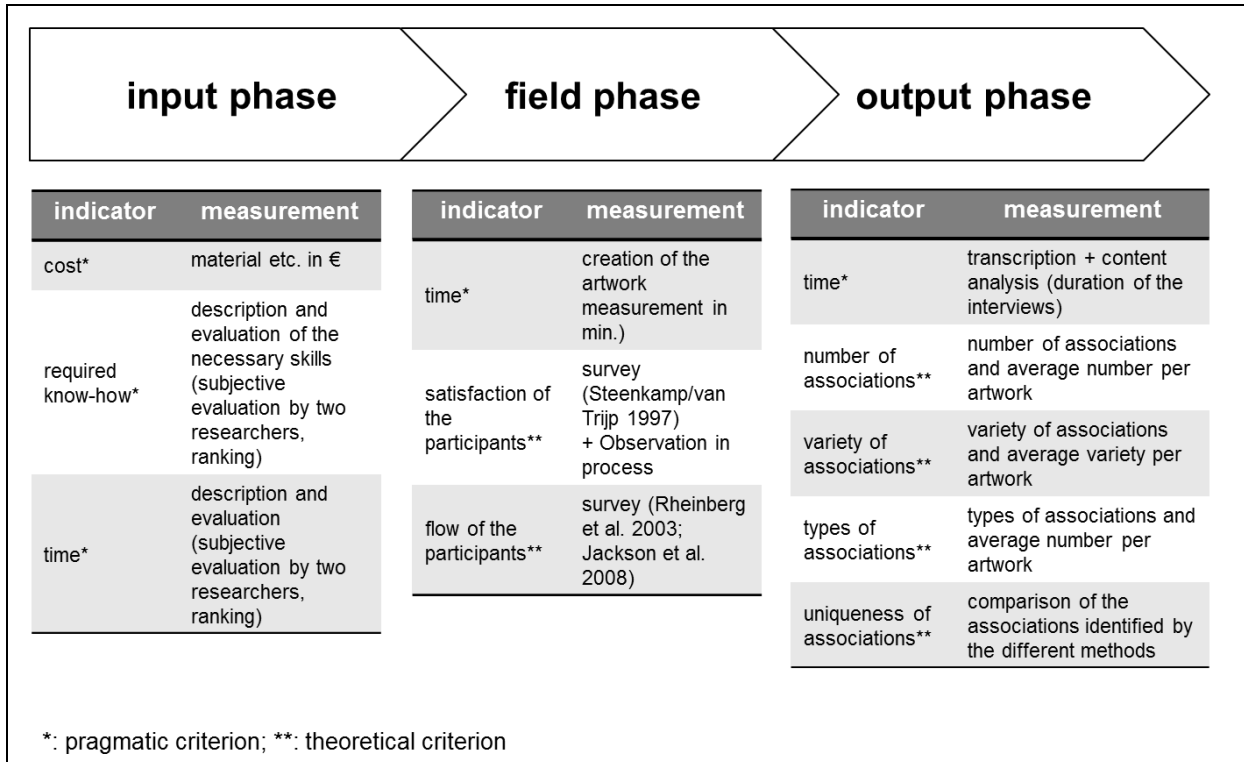 input phase
field phase
output phase
indicator measurement
cost* material etc. in €
required
know-how*
description and
evaluation of the
necessary skills
(subjective
evaluation by two
researchers,
ranking)
time*
description and
evaluation
(subjective
evaluation by two
researchers,
ranking)
indicator measurement
time*
creation of the
artwork
measurement in
min.)
satisfaction of
the
participants**
survey
(Steenkamp/van
Trijp 1997)
+ Observation in
process
flow of the
participants**
survey (Rheinberg
et al. 2003;
Jackson et al.
2008)
indicator measurement
time*
transcription + content
analysis (duration of the
interviews)
number of
associations**
number of associations
and average number per
artwork
variety of
associations**
variety of associations
and average variety per
artwork
types of
associations**
types of associations and
average number per
artwork
uniqueness of
associations**
comparison of the
associations identified by
the different methods
*: pragmatic criterion; **: theoretical criterion